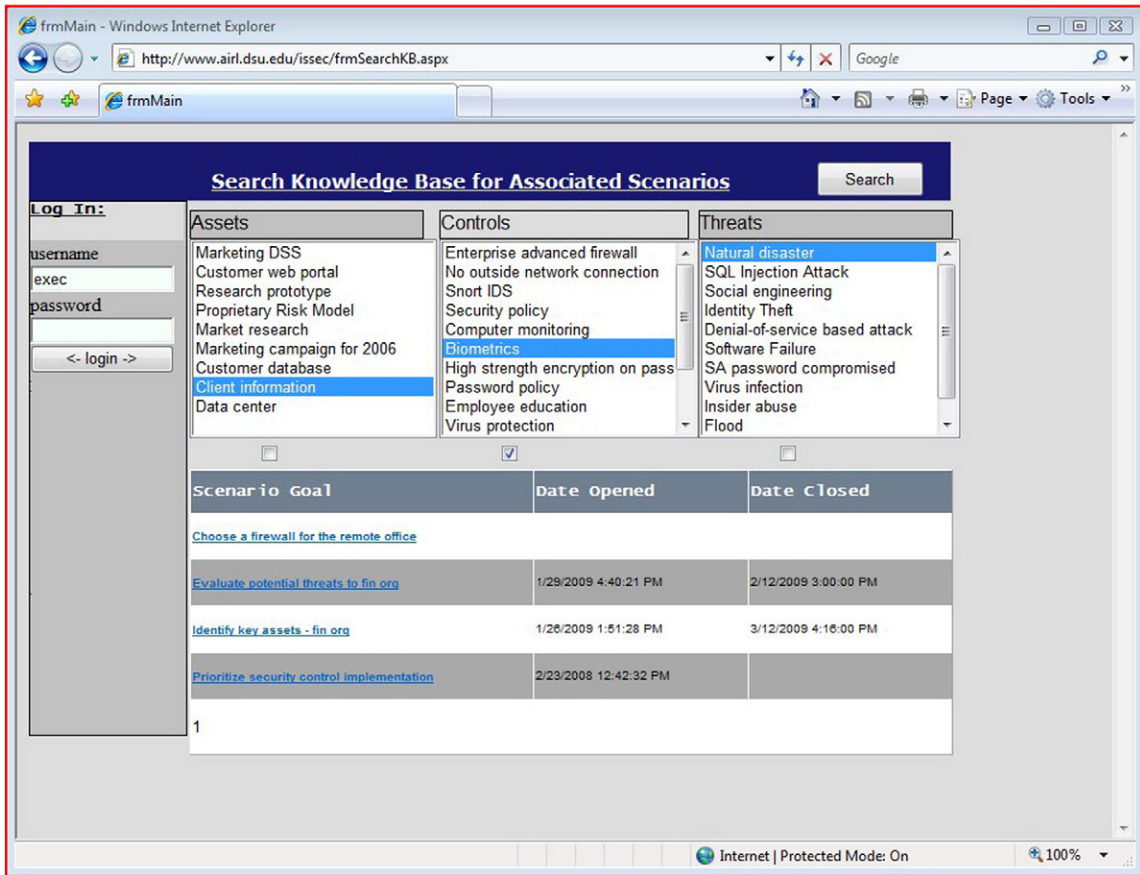 frmMain - Windows Internet Explorer
http://www.airl.dsu.edu/issec/frmSearchKB.aspx
Google
frmMain
Page
Tools
Search Knowledge Base for Associated Scenarios
Search
Log In:
username
exec
password
<- login ->
Assets
Marketing DSS
Customer web portal
Research prototype
Proprietary Risk Model
Market research
Marketing campaign for 2006
Customer database
Client information
Data center
Controls
Enterprise advanced firewall
No outside network connection
Snort IDS
Security policy
Computer monitoring
Biometrics
High strength encryption on pass
Password policy
Employee education
Virus protection
Threats
Natural disaster
SQL Injection Attack
Social engineering
Identity Theft
Denial-of-service based attack
Software Failure
SA password compromised
Virus infection
Insider abuse
Flood
Scenario Goal Date Opened Date Closed
Choose a firewall for the remote office
Evaluate potential threats to fin org 1/29/2009 4:40:21 PM 2/12/2009 3:00:00 PM
Identify key assets - fin org 1/26/2009 1:51:28 PM 3/12/2009 4:16:00 PM
Prioritize security control implementation 2/23/2008 12:42:32 PM
1
Internet | Protected Mode: On
100%